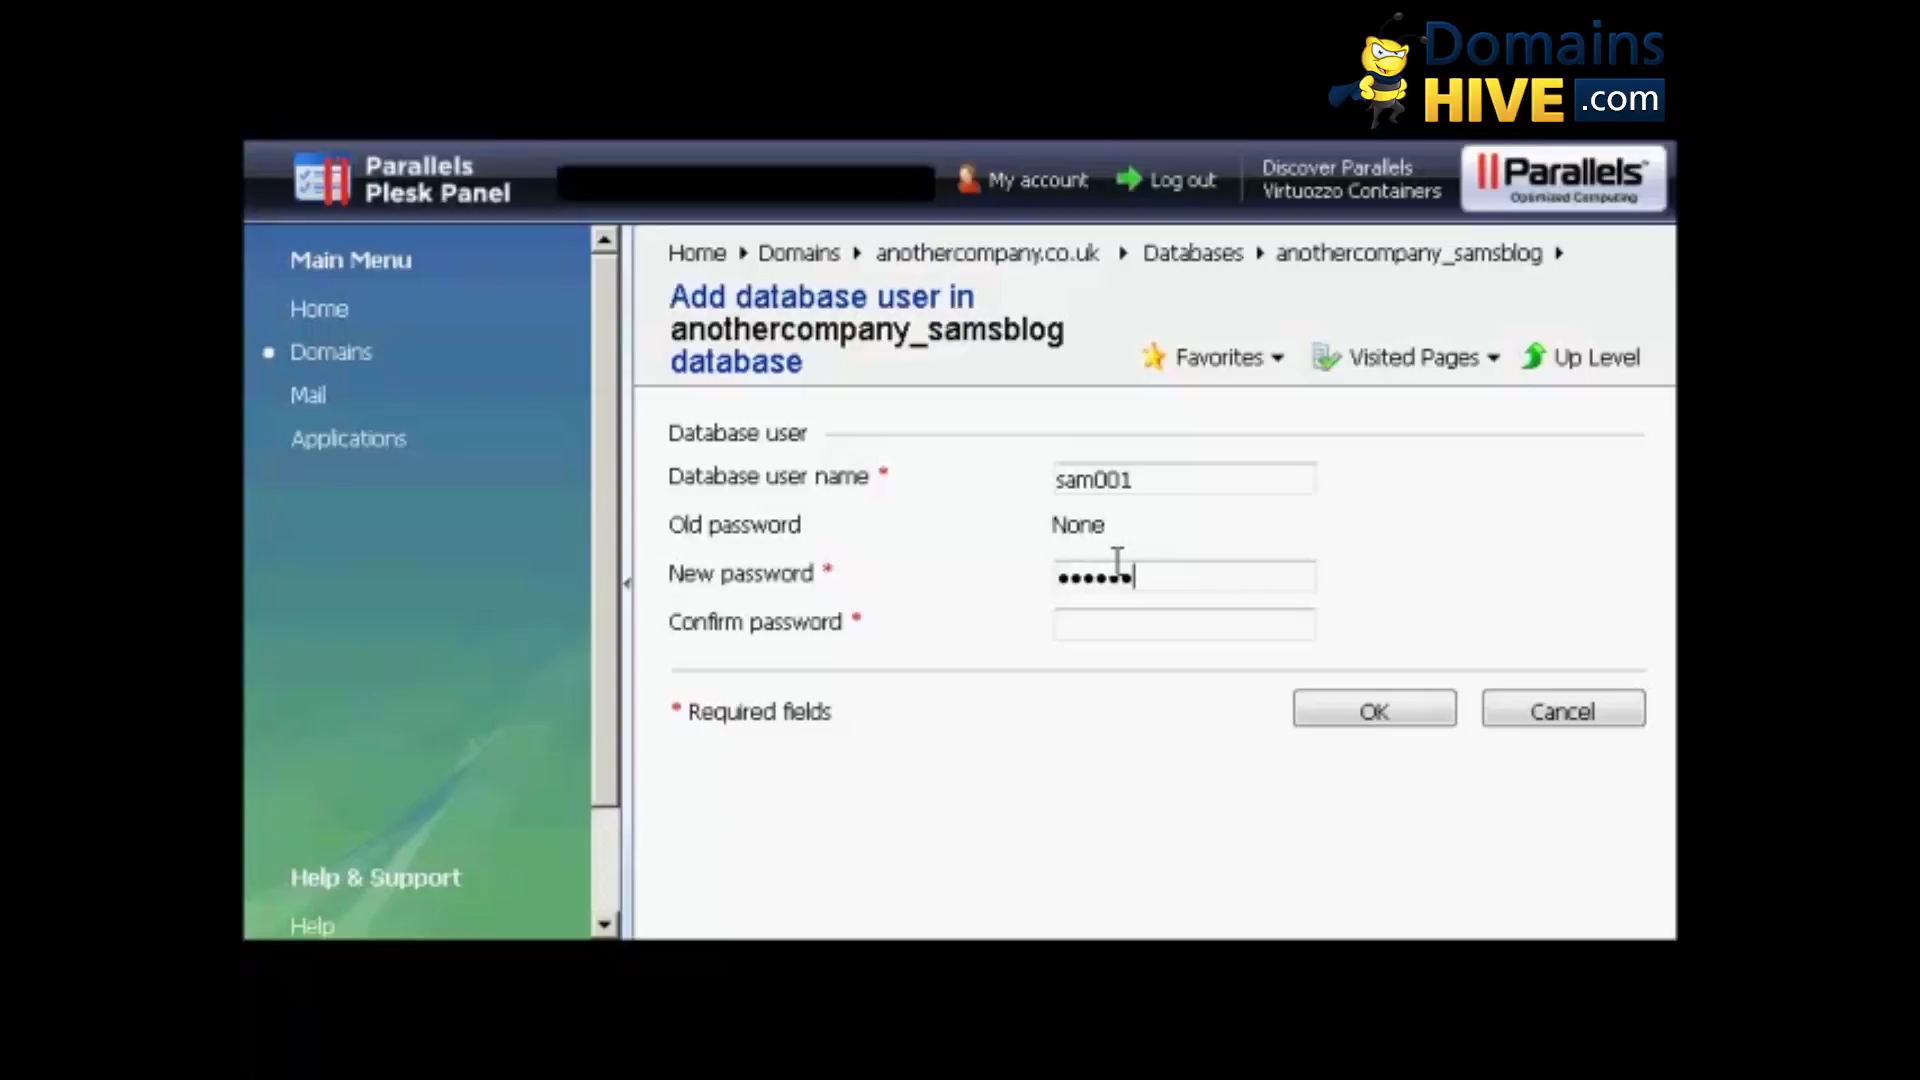 Domains
HIVE .com
Parallels
Plesk Panel
My account
Log out
Discover Parallels
Virtuozzo Containers
Parallels
Optimized Computing
Main Menu
Home
Domains
Mail
Applications
Help & Support
Help
Home Domains anothercompany.co.uk Databases anothercompany_samsblog
Add database user in
anothercompany_samsblog
database
Favorites Visited Pages Up Level
Database user
Database user name * sam001
Old password None
New password *
Confirm password *
* Required fields
OK Cancel